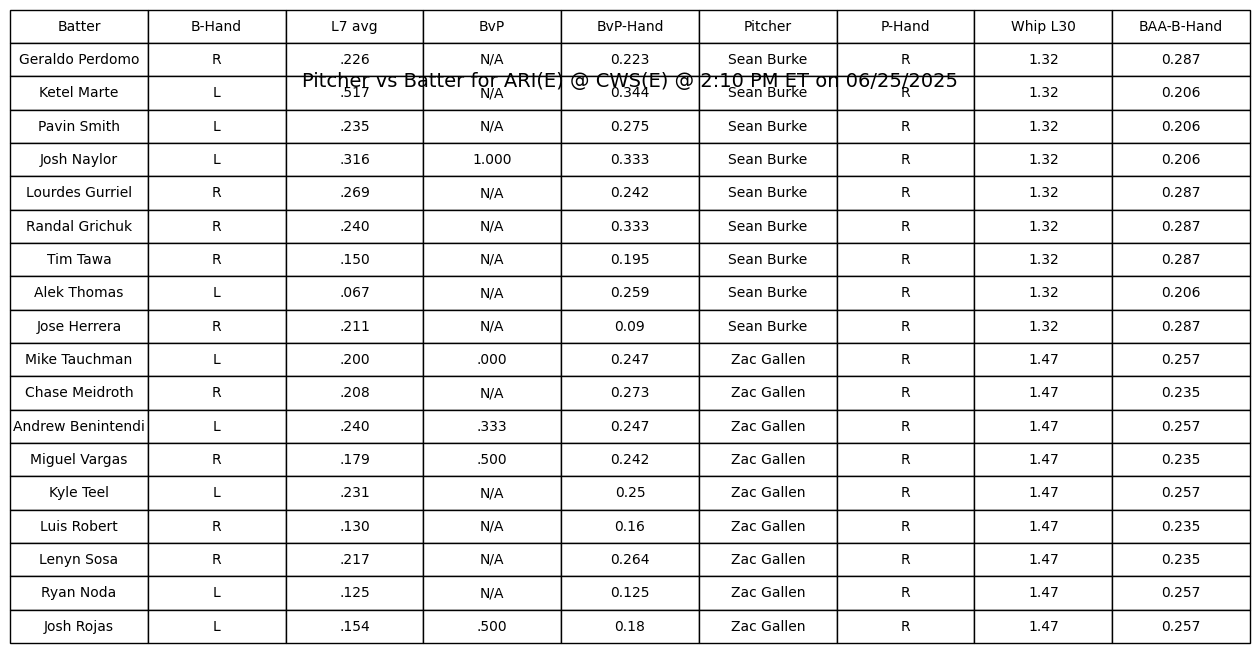 Batter B-Hand L7 avg BvP BvP-Hand Pitcher P-Hand Whip L30 BAA-B-Hand
Geraldo Perdomo R .226 N/A 0.223 Sean Burke R 1.32 0.287
Pitcher vs Batter for ARI(E) @ CWS(E) @ 2:10 PM ET on 06/25/2025
Ketel Marte L .517 N/A 0.344 Sean Burke R 1.32 0.206
Pavin Smith L .235 N/A 0.275 Sean Burke R 1.32 0.206
Josh Naylor L .316 1.000 0.333 Sean Burke R 1.32 0.206
Lourdes Gurriel R .269 N/A 0.242 Sean Burke R 1.32 0.287
Randal Grichuk R .240 N/A 0.333 Sean Burke R 1.32 0.287
Tim Tawa R .150 N/A 0.195 Sean Burke R 1.32 0.287
Alek Thomas L .067 N/A 0.259 Sean Burke R 1.32 0.206
Jose Herrera R .211 N/A 0.09 Sean Burke R 1.32 0.287
Mike Tauchman L .200 .000 0.247 Zac Gallen R 1.47 0.257
Chase Meidroth R .208 N/A 0.273 Zac Gallen R 1.47 0.235
Andrew Benintendi L .240 .333 0.247 Zac Gallen R 1.47 0.257
Miguel Vargas R .179 .500 0.242 Zac Gallen R 1.47 0.235
Kyle Teel L .231 N/A 0.25 Zac Gallen R 1.47 0.257
Luis Robert R .130 N/A 0.16 Zac Gallen R 1.47 0.235
Lenyn Sosa R .217 N/A 0.264 Zac Gallen R 1.47 0.235
Ryan Noda L .125 N/A 0.125 Zac Gallen R 1.47 0.257
Josh Rojas L .154 .500 0.18 Zac Gallen R 1.47 0.257